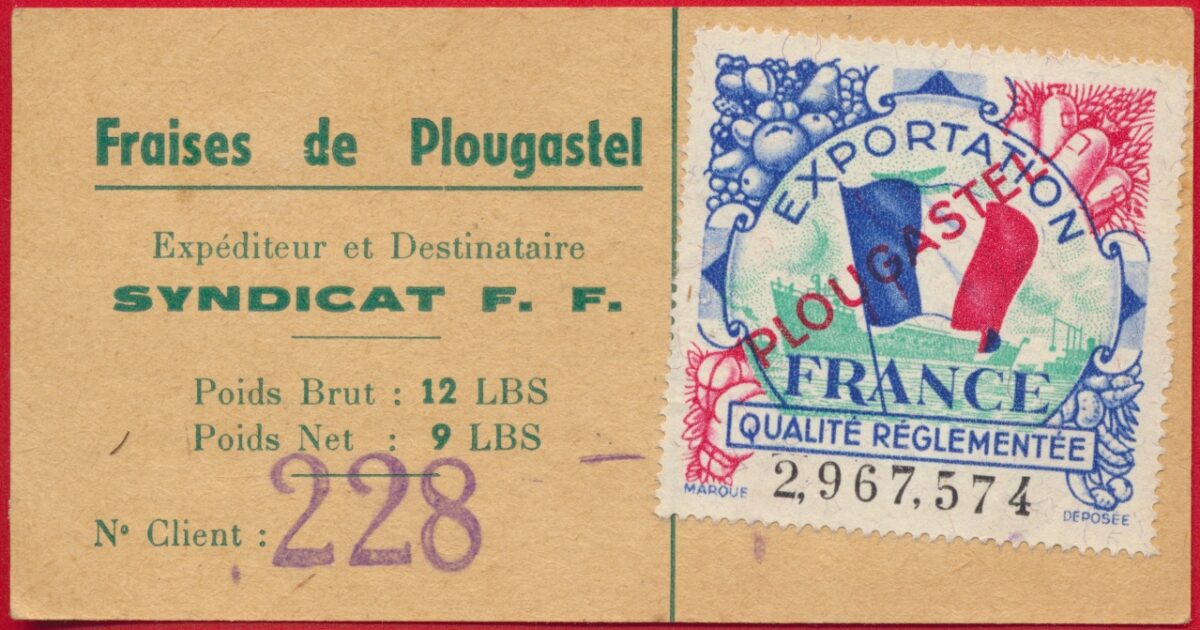 Fraises de Plougastel
Expéditeur et Destinataire
SYNDICAT F. F.
Poids Brut : 12 LBS
Poids Net : 9 LBS
N° Client : 228
EXPORTATION
PLOUGASTEL
FRANCE
QUALITÉ RÉGLEMENTÉE
2,967,574
MARQUE DÉPOSÉE